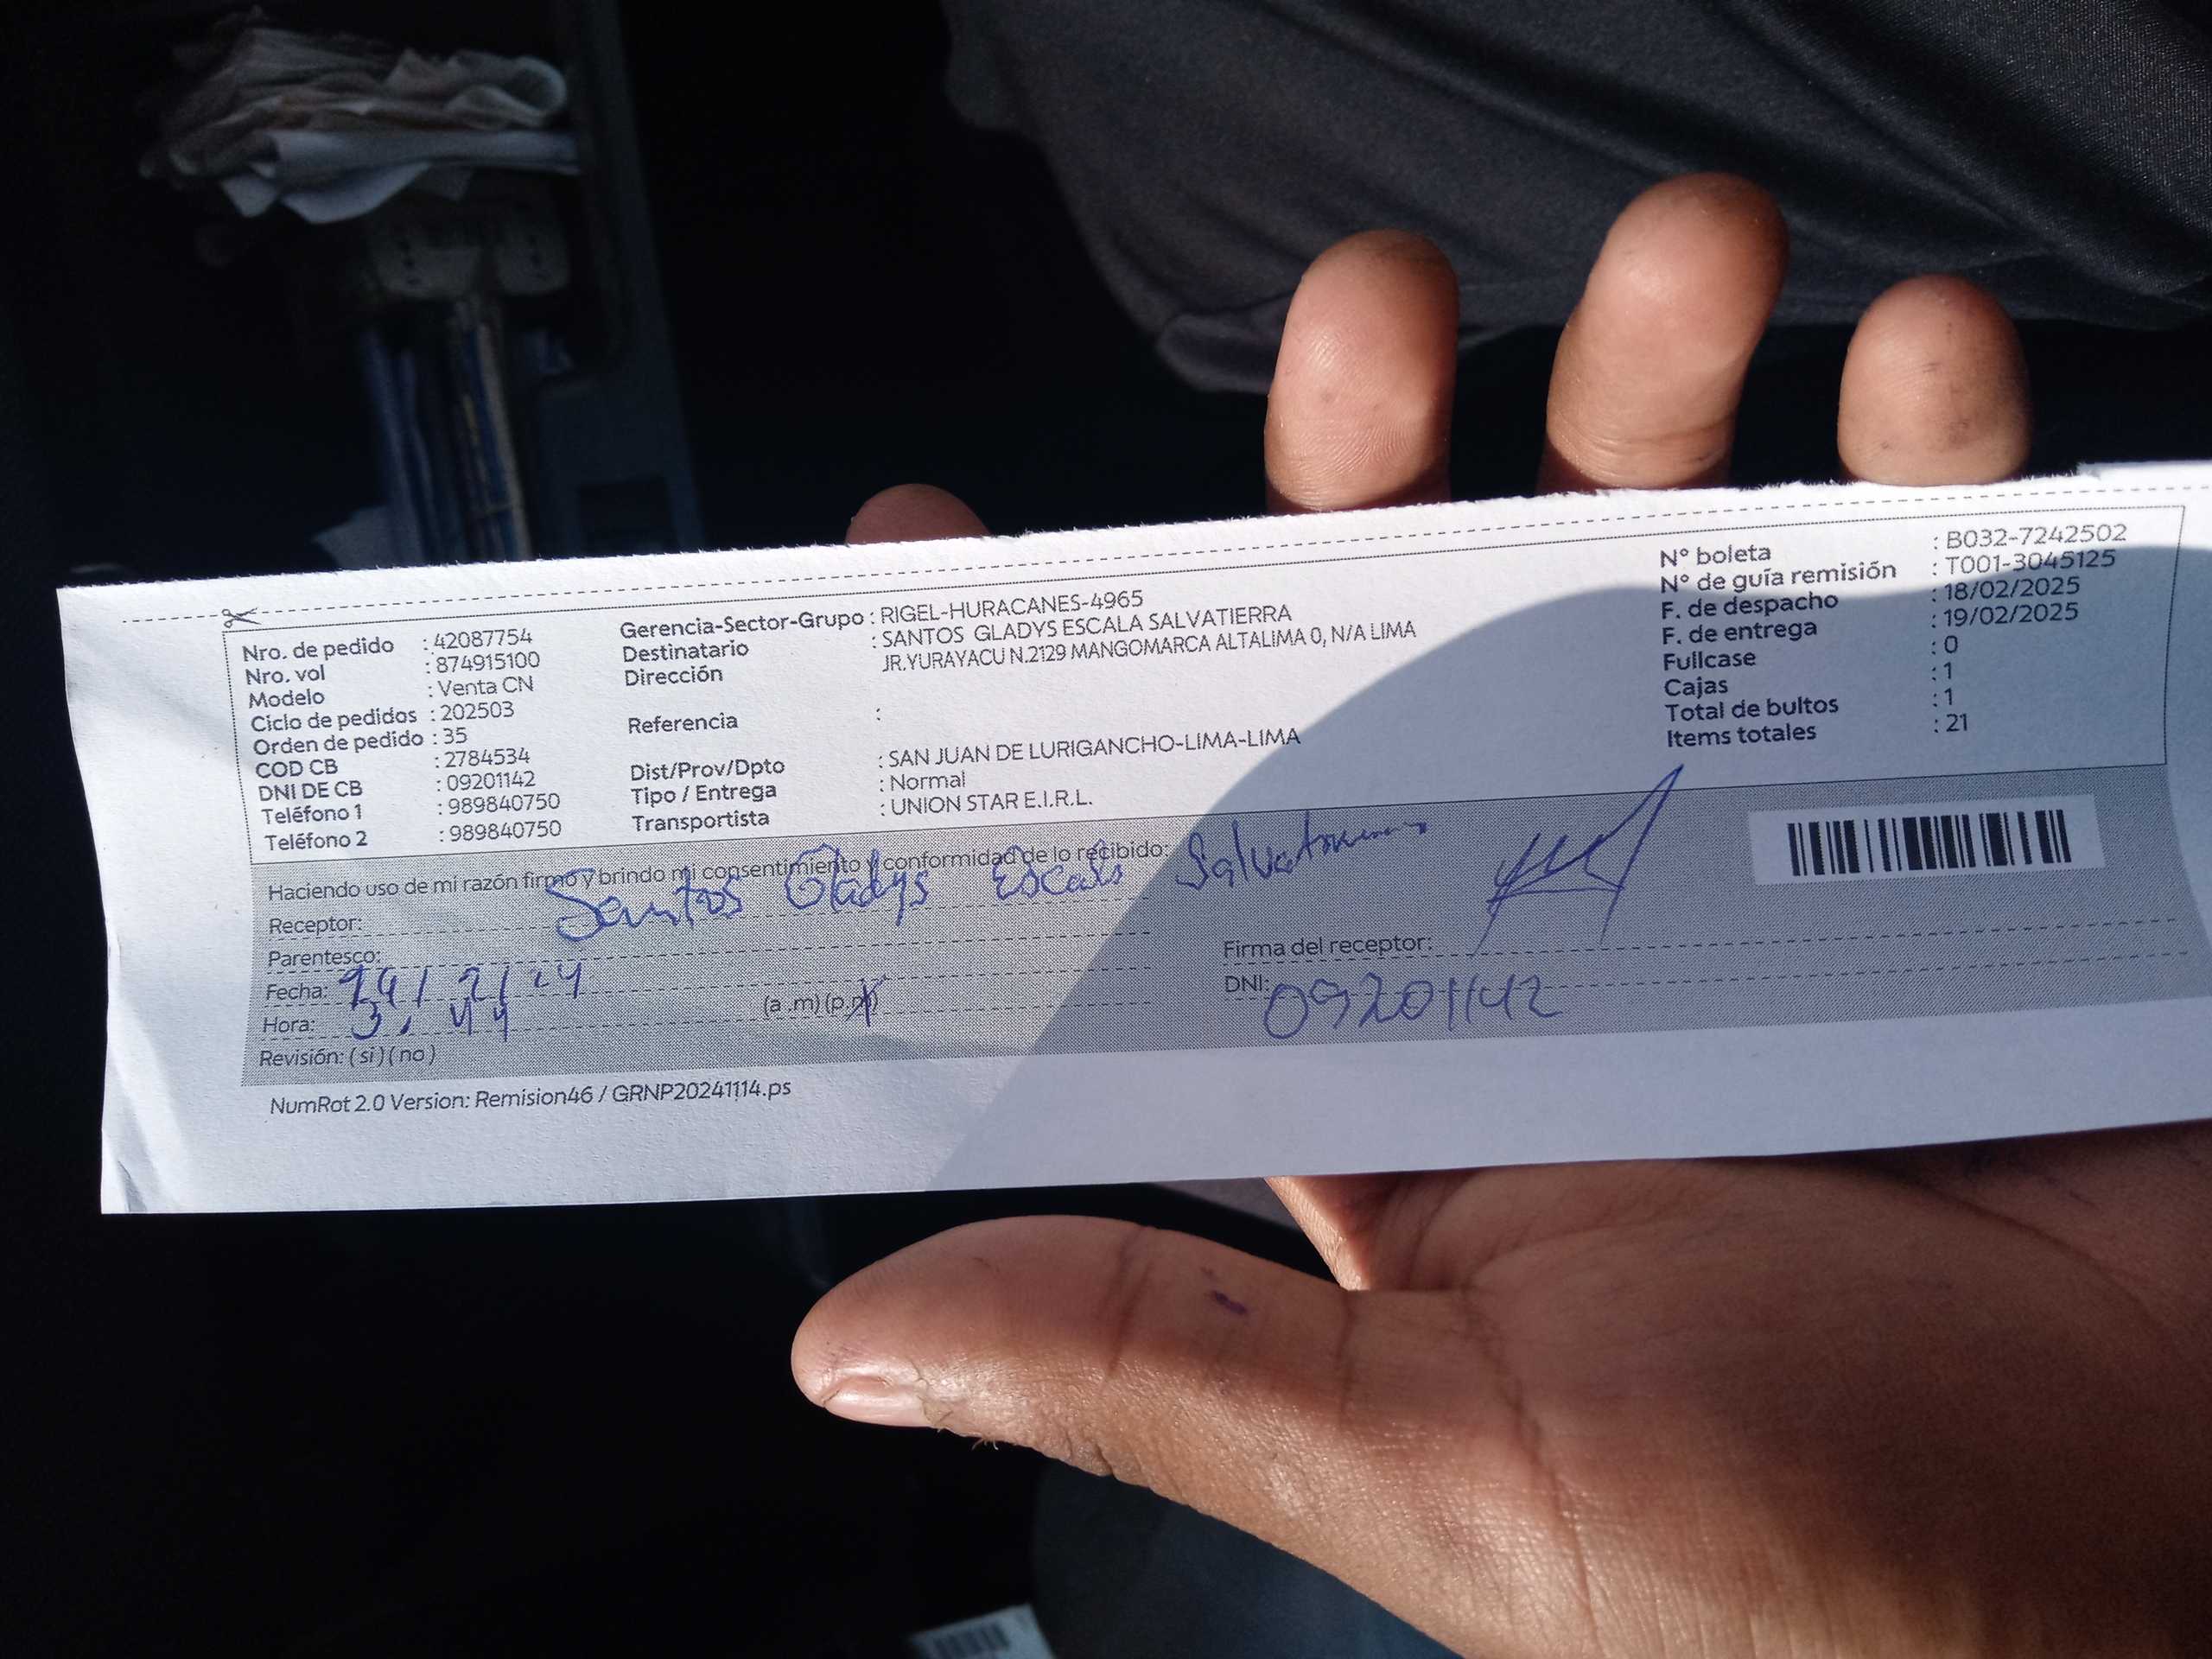 Nro. de pedido : 42087754
Nro. vol : 874915100
Modelo : Venta CN
Ciclo de pedidos : 202503
Orden de pedido : 35
COD CB : 2784534
DNI DE CB : 09201142
Teléfono 1 : 989840750
Teléfono 2 : 989840750
Gerencia-Sector-Grupo : RIGEL-HURACANES-4965
Destinatario : SANTOS GLADYS ESCALA SALVATIERRA
Dirección JR.YURAYACU N.2129 MANGOMARCA ALTALIMA 0, N/A LIMA
Referencia :
Dist/Prov/Dpto : SAN JUAN DE LURIGANCHO-LIMA-LIMA
Tipo / Entrega : Normal
Transportista : UNION STAR E.I.R.L.
N° boleta : B032-7242502
N° de guía remisión : T001-3045125
F. de despacho : 18/02/2025
F. de entrega : 19/02/2025
Fullcase : 0
Cajas : 1
Total de bultos : 1
Items totales : 21
Haciendo uso de mi razón firmo y brindo mi consentimiento y conformidad de lo recibido:
Receptor: Santos Gladys Escala
Parentesco:
Fecha:
Hora: 3. 44 (a .m) (p.m)
Revisión: ( si ) ( no )
Firma del receptor:
DNI: 09201142
NumRot 2.0 Version: Remision46 / GRNP20241114.ps